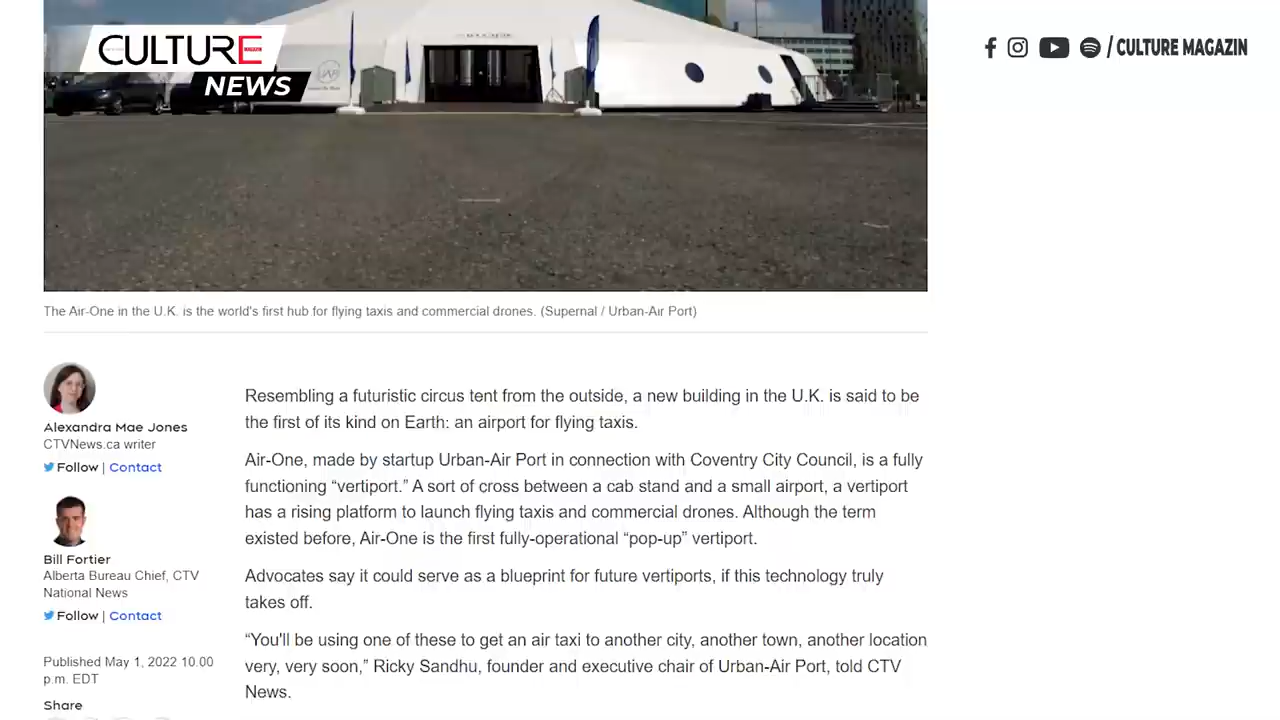 CULTURE
NEWS
/ CULTURE MAGAZIN
The Air-One in the U.K. is the world's first hub for flying taxis and commercial drones. (Supernal / Urban-Air Port)
Alexandra Mae Jones
CTVNews.ca writer
Follow | Contact
Bill Fortier
Alberta Bureau Chief, CTV
National News
Follow | Contact
Published May 1, 2022 10.00
p.m. EDT
Share
Resembling a futuristic circus tent from the outside, a new building in the U.K. is said to be
the first of its kind on Earth: an airport for flying taxis.
Air-One, made by startup Urban-Air Port in connection with Coventry City Council, is a fully
functioning “vertiport.” A sort of cross between a cab stand and a small airport, a vertiport
has a rising platform to launch flying taxis and commercial drones. Although the term
existed before, Air-One is the first fully-operational “pop-up” vertiport.
Advocates say it could serve as a blueprint for future vertiports, if this technology truly
takes off.
“You'll be using one of these to get an air taxi to another city, another town, another location
very, very soon,” Ricky Sandhu, founder and executive chair of Urban-Air Port, told CTV
News.